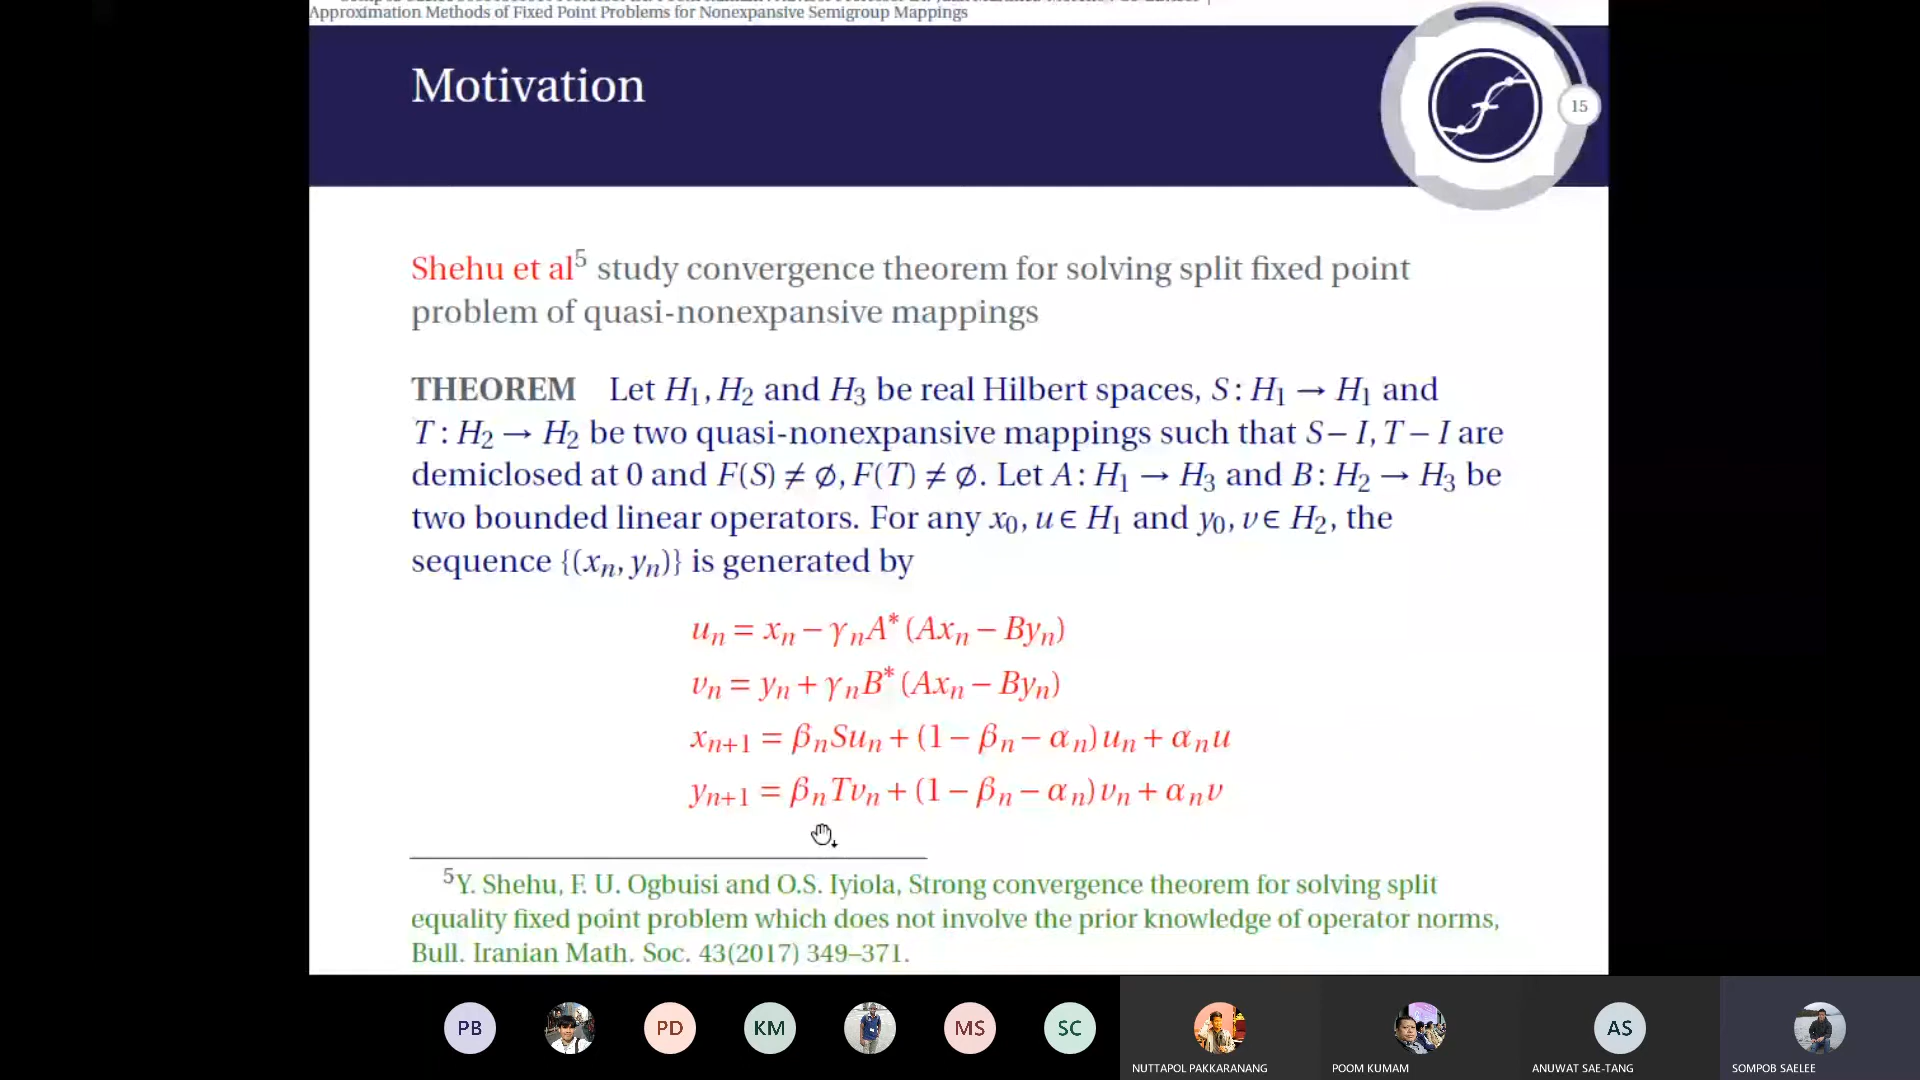 Approximation Methods of Fixed Point Problems for Nonexpansive Semigroup Mappings
Motivation
15
Shehu et al⁵ study convergence theorem for solving split fixed point
problem of quasi-nonexpansive mappings
THEOREM Let H₁, H₂ and H₃ be real Hilbert spaces, S : H₁ → H₁ and
T : H₂ → H₂ be two quasi-nonexpansive mappings such that S − I, T − I are
demiclosed at 0 and F(S) ≠ ∅, F(T) ≠ ∅. Let A : H₁ → H₃ and B : H₂ → H₃ be
two bounded linear operators. For any x₀, u ∈ H₁ and y₀, v ∈ H₂, the
sequence {(xₙ, yₙ)} is generated by
uₙ = xₙ − γₙA*(Axₙ − Byₙ)
vₙ = yₙ + γₙB*(Axₙ − Byₙ)
xₙ₊₁ = βₙSuₙ + (1 − βₙ − αₙ)uₙ + αₙu
yₙ₊₁ = βₙTvₙ + (1 − βₙ − αₙ)vₙ + αₙv
⁵Y. Shehu, F. U. Ogbuisi and O.S. Iyiola, Strong convergence theorem for solving split
equality fixed point problem which does not involve the prior knowledge of operator norms,
Bull. Iranian Math. Soc. 43(2017) 349–371.
PB
PD
KM
MS
SC
AS
NUTTAPOL PAKKARANANG
POOM KUMAM
ANUWAT SAE-TANG
SOMPOB SAELEE